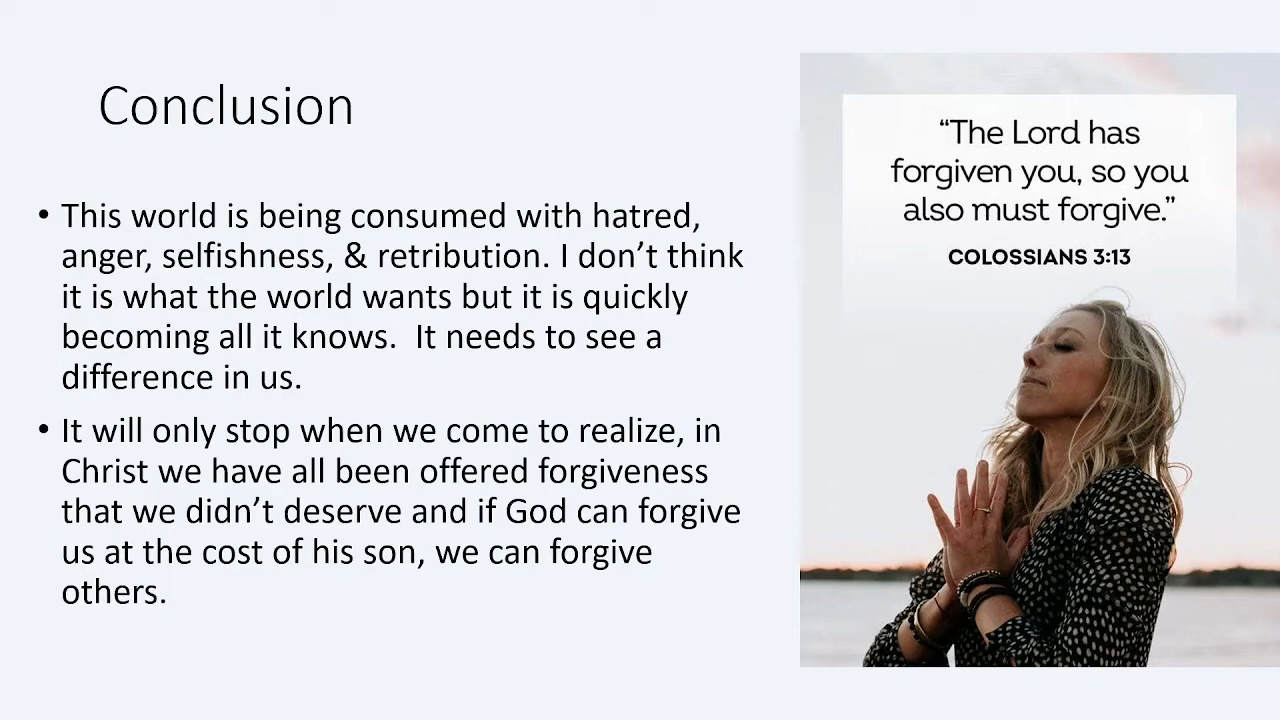 Conclusion
• This world is being consumed with hatred,
anger, selfishness, & retribution. I don’t think
it is what the world wants but it is quickly
becoming all it knows.  It needs to see a
difference in us.
• It will only stop when we come to realize, in
Christ we have all been offered forgiveness
that we didn’t deserve and if God can forgive
us at the cost of his son, we can forgive
others.
“The Lord has
forgiven you, so you
also must forgive.”
COLOSSIANS 3:13